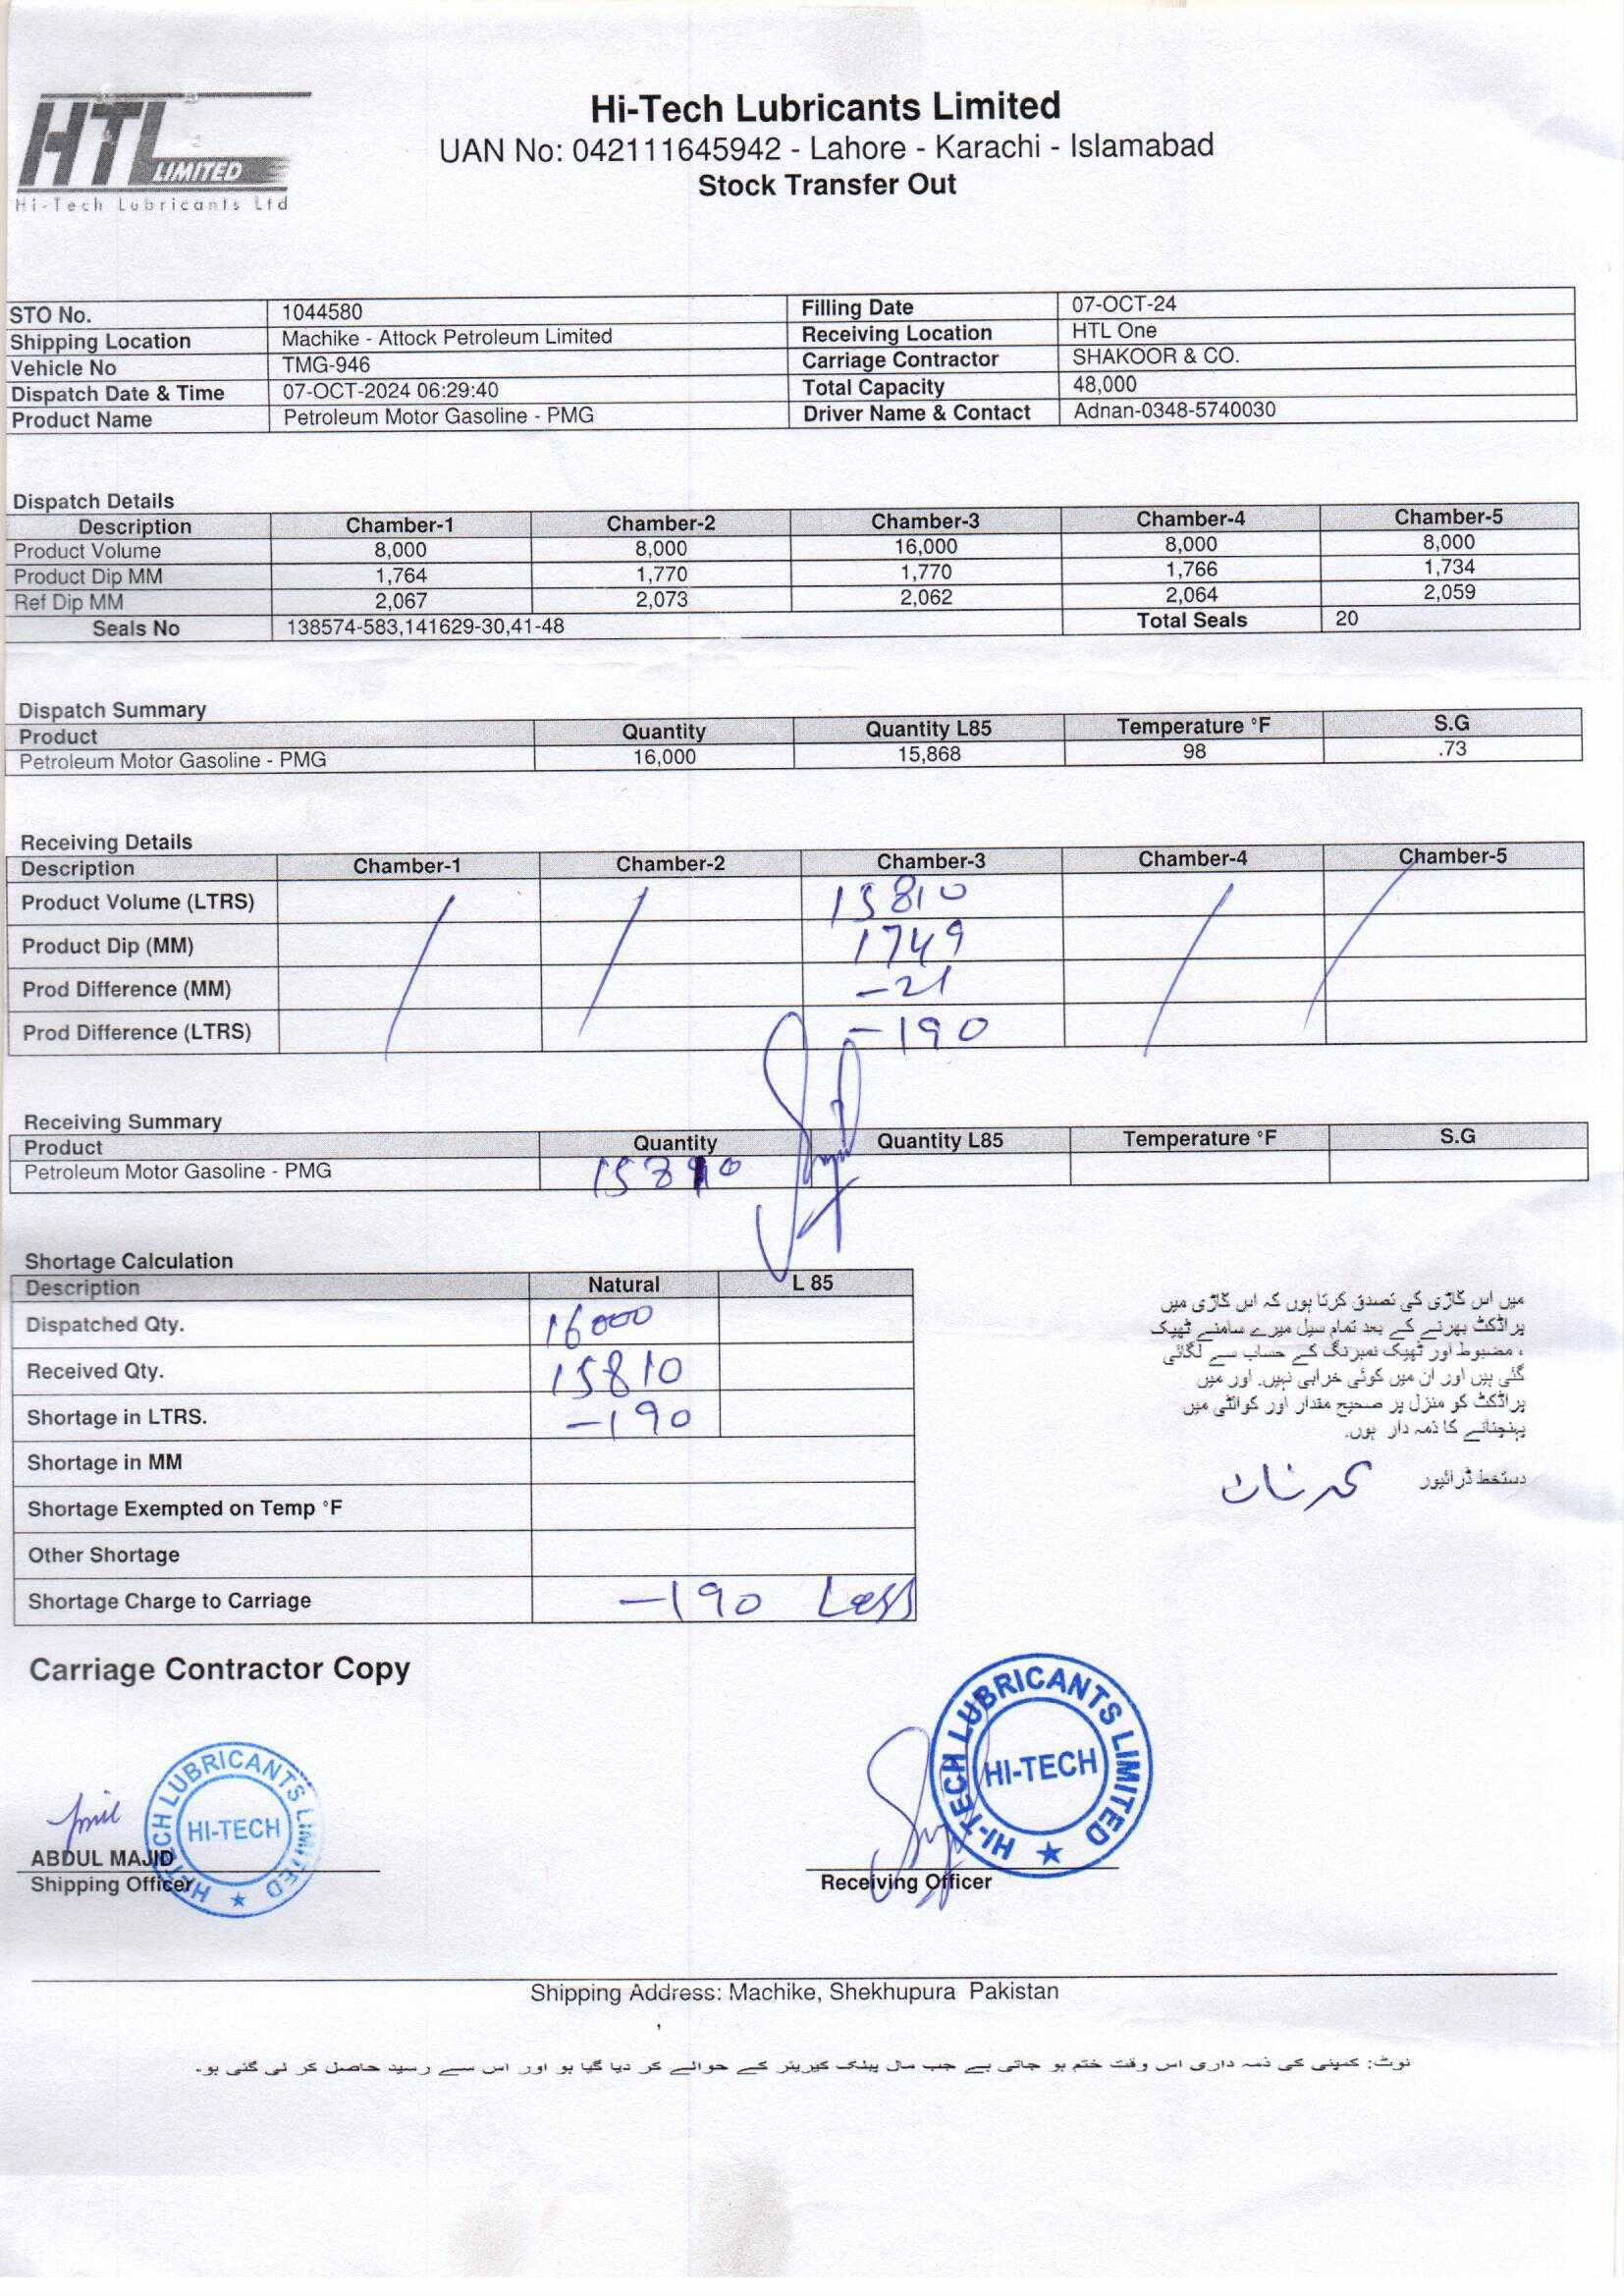 HTL
LIMITED
Hi-Tech Lubricants Ltd
Hi-Tech Lubricants Limited
UAN No: 042111645942 - Lahore - Karachi - Islamabad
Stock Transfer Out
STO No. 1044580 Filling Date 07-OCT-24
Shipping Location Machike - Attock Petroleum Limited Receiving Location HTL One
Vehicle No TMG-946 Carriage Contractor SHAKOOR & CO.
Dispatch Date & Time 07-OCT-2024 06:29:40 Total Capacity 48,000
Product Name Petroleum Motor Gasoline - PMG Driver Name & Contact Adnan-0348-5740030
Dispatch Details
Description Chamber-1 Chamber-2 Chamber-3 Chamber-4 Chamber-5
Product Volume 8,000 8,000 16,000 8,000 8,000
Product Dip MM 1,764 1,770 1,770 1,766 1,734
Ref Dip MM 2,067 2,073 2,062 2,064 2,059
Seals No 138574-583,141629-30,41-48 Total Seals 20
Dispatch Summary
Product Quantity Quantity L85 Temperature °F S.G
Petroleum Motor Gasoline - PMG 16,000 15,868 98 .73
Receiving Details
Description Chamber-1 Chamber-2 Chamber-3 Chamber-4 Chamber-5
Product Volume (LTRS) 15810
Product Dip (MM) 1749
Prod Difference (MM) -21
Prod Difference (LTRS) -190
Receiving Summary
Product Quantity Quantity L85 Temperature °F S.G
Petroleum Motor Gasoline - PMG 15810
Shortage Calculation
Description Natural L 85
Dispatched Qty. 16000
Received Qty. 15810
Shortage in LTRS. -190
Shortage in MM
Shortage Exempted on Temp °F
Other Shortage
Shortage Charge to Carriage -190 Less
میں اس گاڑی کی تصدق کرتا ہوں کہ اس گاڑی میں
پراڈکٹ بھرنے کے بعد تمام سیل میرے سامنے ٹھیک
، مضبوط اور ٹھیک نمبرنگ کے حساب سے لگائی
گئی ہیں اور ان میں کوئی خرابی نہیں. اور میں
پراڈکٹ کو منزل پر صحیح مقدار اور کوالٹی میں
پہنچنانے کا ذمہ دار ہوں.
دستخط ڈرائیور
Carriage Contractor Copy
HI-TECH LUBRICANTS LIMITED
HI-TECH
ABDUL MAJID
Shipping Officer
HI-TECH LUBRICANTS LIMITED
HI-TECH
Receiving Officer
Shipping Address: Machike, Shekhupura Pakistan
نوٹ: کمپنی کی ذمہ داری اس وقت ختم ہو جاتی ہے جب مال پبلک کیریئر کے حوالے کر دیا گیا ہو اور اس سے رسید حاصل کر لی گئی ہو۔